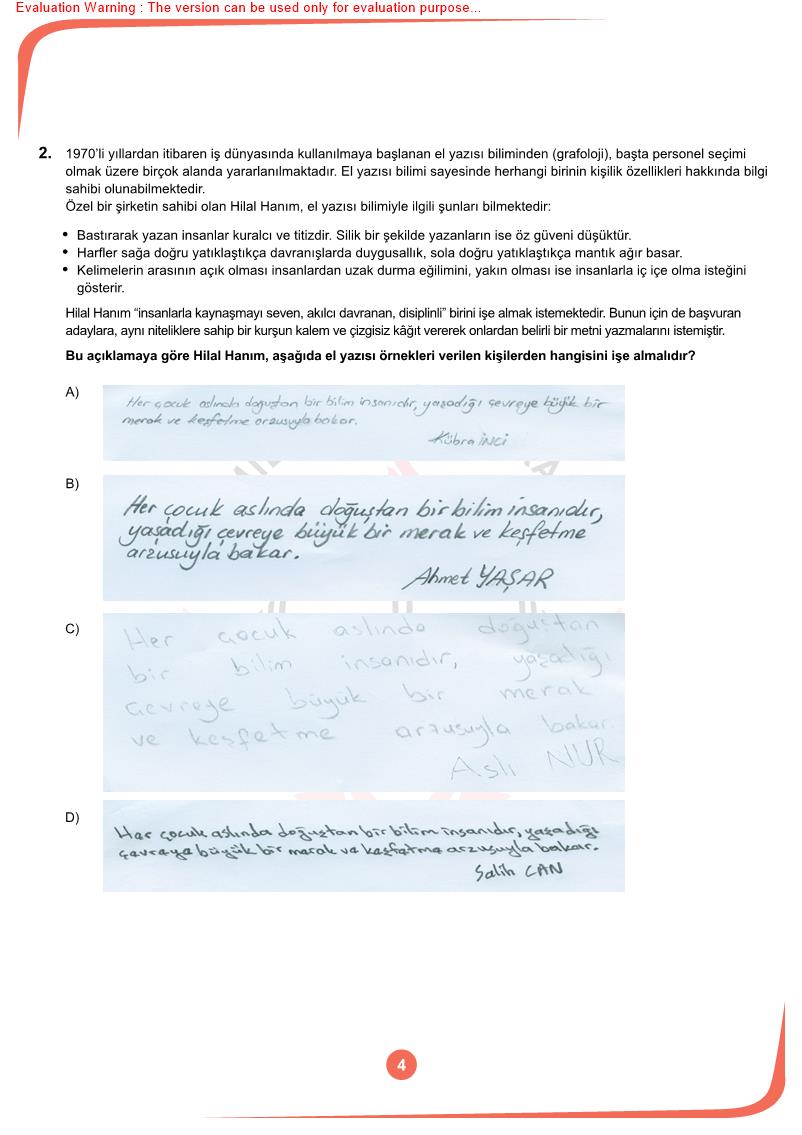 Evaluation Warning : The version can be used only for evaluation purpose...
2. 1970’li yıllardan itibaren iş dünyasında kullanılmaya başlanan el yazısı biliminden (grafoloji), başta personel seçimi
olmak üzere birçok alanda yararlanılmaktadır. El yazısı bilimi sayesinde herhangi birinin kişilik özellikleri hakkında bilgi
sahibi olunabilmektedir.
Özel bir şirketin sahibi olan Hilal Hanım, el yazısı bilimiyle ilgili şunları bilmektedir:
• Bastırarak yazan insanlar kuralcı ve titizdir. Silik bir şekilde yazanların ise öz güveni düşüktür.
• Harfler sağa doğru yatıklaştıkça davranışlarda duygusallık, sola doğru yatıklaştıkça mantık ağır basar.
• Kelimelerin arasının açık olması insanlardan uzak durma eğilimini, yakın olması ise insanlarla iç içe olma isteğini
gösterir.
Hilal Hanım “insanlarla kaynaşmayı seven, akılcı davranan, disiplinli” birini işe almak istemektedir. Bunun için de başvuran
adaylara, aynı niteliklere sahip bir kurşun kalem ve çizgisiz kâğıt vererek onlardan belirli bir metni yazmalarını istemiştir.
Bu açıklamaya göre Hilal Hanım, aşağıda el yazısı örnekleri verilen kişilerden hangisini işe almalıdır?
A) Her çocuk aslında doğuştan bir bilim insanıdır, yaşadığı çevreye büyük bir
merak ve keşfetme arzusuyla bakar.
Kübra İNCİ
B) Her çocuk aslında doğuştan bir bilim insanıdır,
yaşadığı çevreye büyük bir merak ve keşfetme
arzusuyla bakar.
Ahmet YAŞAR
C) Her çocuk aslında doğuştan
bir bilim insanıdır, yaşadığı
çevreye büyük bir merak
ve keşfetme arzusuyla bakar.
Aslı NUR
D) Her çocuk aslında doğuştan bir bilim insanıdır, yaşadığı
çevreye büyük bir merak ve keşfetme arzusuyla bakar.
Salih CAN
4